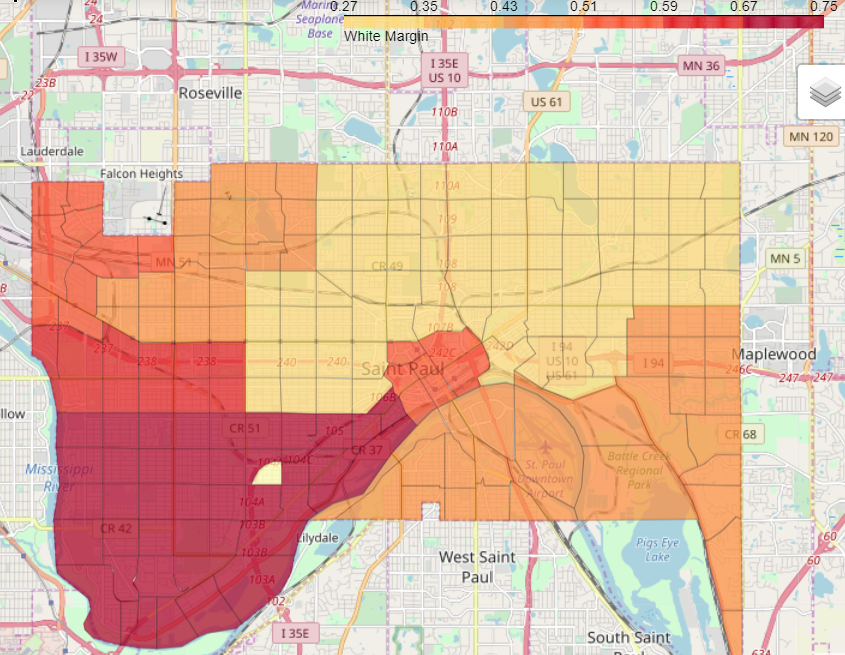 0.27 0.35 0.43 0.51 0.59 0.67 0.75
White Margin
Marin
Seaplane
Base
I 35W
I 35E
US 10
MN 36
23B
22
Roseville
US 61
110B
MN 120
110A
Lauderdale
Falcon Heights
110A
109
MN 51
CR 49
108
108
MN 5
B
237
107B
237
238
238
240
240
242C
242D
I 94
US 10
US 61
I 94
Saint Paul
Maplewood
246C
247
247
106B
llow
CR 51
105
CR 68
CR 37
104C
Mississippi
River
St. Paul
Downtown
Airport
Battle Creek
Regional
Park
104A
CR 42
103B
103B
Lilydale
60
60
West Saint
Paul
Pigs Eye
Lake
103A
102
I 35E
South Saint
63A